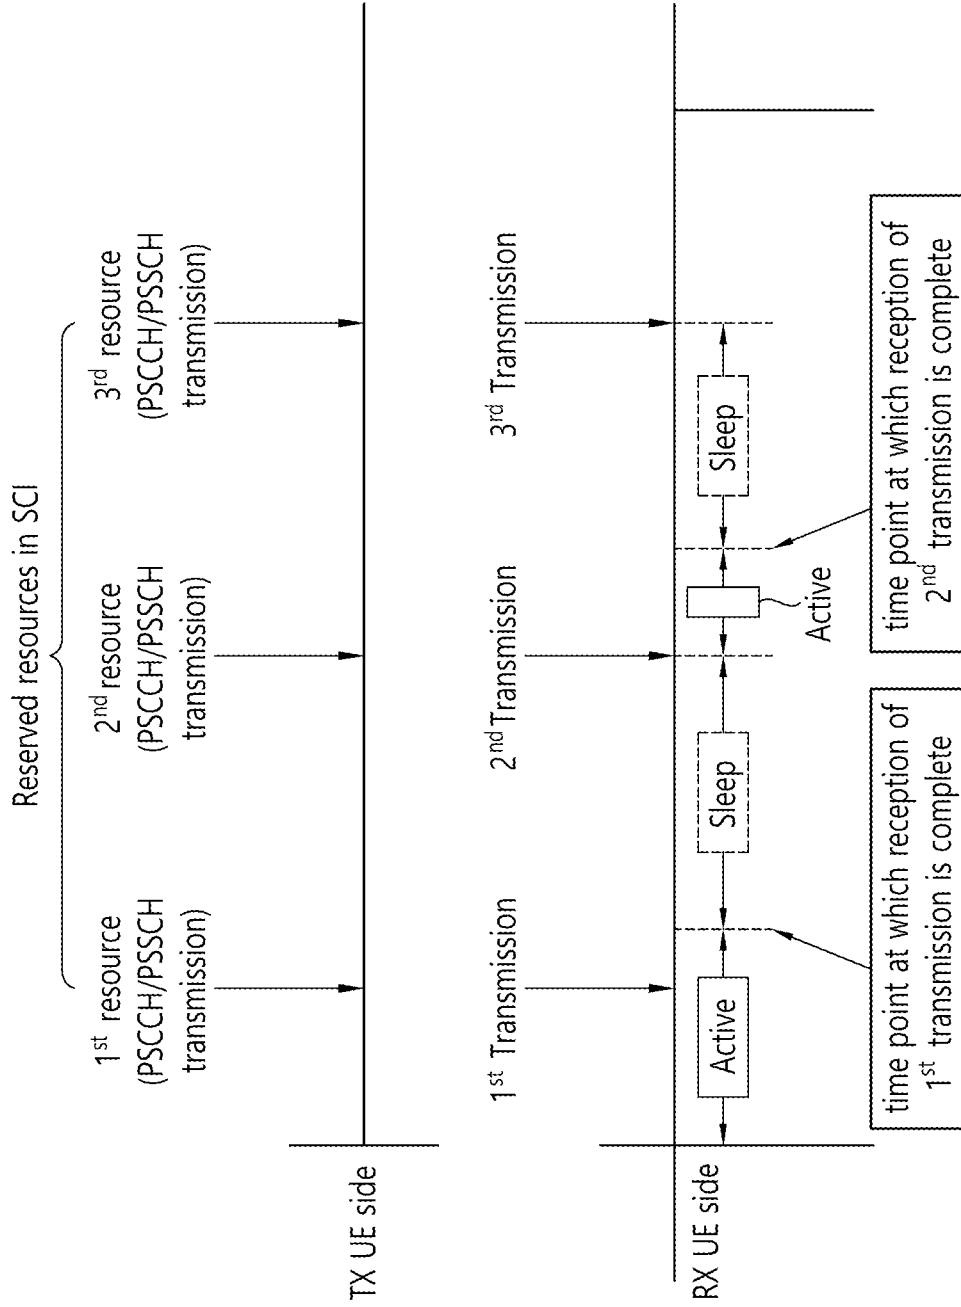 Reserved resources in SCI
1st resource
(PSCCH/PSSCH
transmission)
2nd resource
(PSCCH/PSSCH
transmission)
3rd resource
(PSCCH/PSSCH
transmission)
TX UE side
1st Transmission
2nd Transmission
3rd Transmission
RX UE side
Active
Sleep
Active
Sleep
time point at which reception of
1st transmission is complete
time point at which reception of
2nd transmission is complete